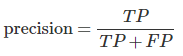 precision = TP / (TP + FP)